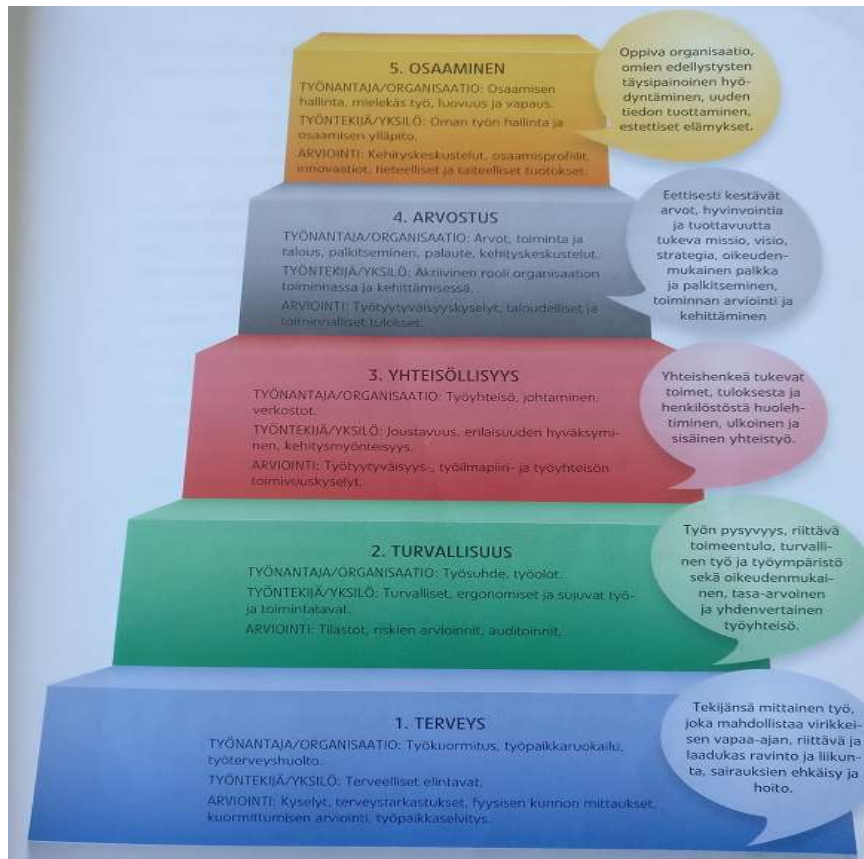 5. OSAAMINEN
TYÖNANTAJA/ORGANISAATIO: Osaamisen
hallinta, mielekäs työ, luovuus ja vapaus.
TYÖNTEKIJÄ/YKSILÖ: Oman työn hallinta ja
osaamisen ylläpito.
ARVIOINTI: Kehityskeskustelut, osaamisprofiilit,
innovaatiot, tieteelliset ja taiteelliset tuotokset.
Oppiva organisaatio,
omien edellytysten
täysipainoinen hyö-
dyntäminen, uuden
tiedon tuottaminen,
estettiset elämykset.
4. ARVOSTUS
TYÖNANTAJA/ORGANISAATIO: Arvot, toiminta ja
talous, palkitseminen, palaute, kehityskeskustelut.
TYÖNTEKIJÄ/YKSILÖ: Aktiivinen rooli organisaation
toiminnassa ja kehittämisessä.
ARVIOINTI: Työtyytyväisyyskyselyt, taloudelliset ja
toiminnalliset tulokset.
Eettisesti kestävät
arvot, hyvinvointia
ja tuottavuutta
tukeva missio, visio,
strategia, oikeuden-
mukainen palkka
ja palkitseminen,
toiminnan arviointi ja
kehittäminen
3. YHTEISÖLLISYYS
TYÖNANTAJA/ORGANISAATIO: Työyhteisö, johtaminen,
verkostot.
TYÖNTEKIJÄ/YKSILÖ: Joustavuus, erilaisuuden hyväksymi-
nen, kehitysmyönteisyys.
ARVIOINTI: Työtyytyväisyys-, työilmapiiri- ja työyhteisön
toimivuuskyselyt.
Yhteishenkeä tukevat
toimet, tuloksesta ja
henkilöstöstä huoleh-
timinen, ulkoinen ja
sisäinen yhteistyö.
2. TURVALLISUUS
TYÖNANTAJA/ORGANISAATIO: Työsuhde, työolot.
TYÖNTEKIJÄ/YKSILÖ: Turvalliset, ergonomiset ja sujuvat työ-
ja toimintatavat.
ARVIOINTI: Tilastot, riskien arvioinnit, auditoinnit.
Työn pysyvyys, riittävä
toimeentulo, turvalli-
nen työ ja työympäristö
sekä oikeudenmukai-
nen, tasa-arvoinen
ja yhdenvertainen
työyhteisö.
1. TERVEYS
TYÖNANTAJA/ORGANISAATIO: Työkuormitus, työpaikkaruokailu,
työterveyshuolto.
TYÖNTEKIJÄ/YKSILÖ: Terveelliset elintavat.
ARVIOINTI: Kyselyt, terveystarkastukset, fyysisen kunnon mittaukset,
kuormittumisen arviointi, työpaikkaselvitys.
Tekijänsä mittainen työ,
joka mahdollistaa virikkei-
sen vapaa-ajan, riittävä ja
laadukas ravinto ja liikun-
ta, sairauksien ehkäisy ja
hoito.